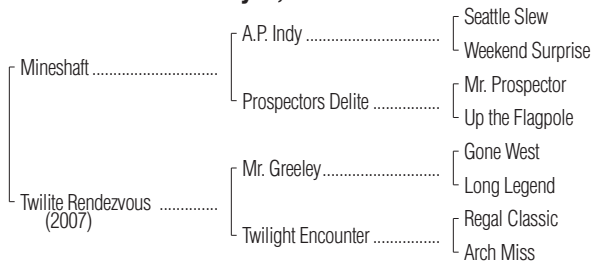 Seattle Slew
A.P. Indy ................................
Weekend Surprise
Mineshaft ..............................
Mr. Prospector
Prospectors Delite ................
Up the Flagpole
Gone West
Mr. Greeley............................
Long Legend
Twilite Rendezvous ..............
(2007)
Regal Classic
Twilight Encounter ................
Arch Miss